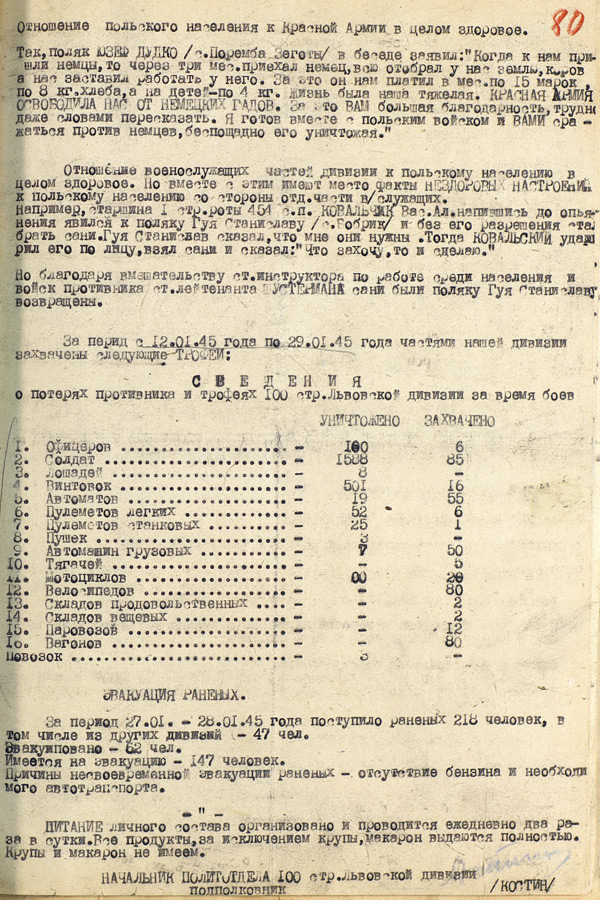 80
Отношение польского населения к Красной Армии в целом здоровое.
Так, поляк ЮЗЕФ ДУДКО /с.Поремба Зеготы/ в беседе заявил:"Когда к нам при-
шли немцы, то через три мес.приехал немец, всю отобрал у нас землю, коров
а нас заставил работать у него. За это он нам платил в мес.по 15 марок,
по 8 кг.хлеба, а на детей-по 4 кг. Жизнь была наша тяжелая. КРАСНАЯ АРМИЯ
ОСВОБОДИЛА НАС ОТ НЕМЕЦКИХ ГАДОВ. За это ВАМ большая благодарность, трудно
даже словами пересказать. Я готов вместе с польским войском и ВАМИ сра-
жаться против немцев, беспощадно его уничтожая."
Отношение военослужащих частей дивизии к польскому населению в
целом здоровое. Но вместе с этим имеют место факты НЕЗДОРОВЫХ НАСТРОЕНИЙ
к польскому населению со стороны отд.части в/служащих.
Например, старшина I стр.роты 454 с.п. КОВАЛЬЧИК Вас.Ал.напившись до опья-
нения явился к поляку Гуя Станиславу /с.Бобрик/ и без его разрешения стал
брать сани.Гуя Станислав сказал, что мне они нужны. Тогда КОВАЛЬСКИЙ удари
рил его по лицу, взял сани и сказал:"Что захочу, то и сделаю."
Но благодаря вмешательству ст.инструктора по работе среди населения и
войск противника ст.лейтенанта ШУСТЕРМАНА сани были поляку Гуя Станиславу
возвращены.
За перид с 12.01.45 года по 29.01.45 года частями нашей дивизии
захвачены следующие ТРОФЕИ:
С В Е Д Е Н И Я
о потерях противника и трофеях 100 стр.Львовской дивизии за время боев
УНИЧТОЖЕНО ЗАХВАЧЕНО
1. Офицеров .................... - 100 6
2. Солдат ...................... - 1588 85
3. Лошадей ..................... - 8 -
4. Винтовок .................... - 501 16
5. Автоматов ................... - 19 55
6. Пулеметов легких ............ - 52 6
7. Пулеметов станковых ......... - 25 1
8. Пушек ....................... - 3 -
9. Автомашин грузовых .......... - 7 50
10. Тягачей .................... - - 5
11. Мотоциклов ................. - 20
12. Велосипедов ................ - - 80
13. Складов продовольственных .... - - 2
14. Складов вещевых ............ - - 2
15. Паровозов .................. - - 12
16. Вагонов .................... - - 80
Повозок ........................ - 3 -
ЭВАКУАЦИЯ РАНЕНЫХ.
За период 27.01. - 28.01.45 года поступило раненых 218 человек, в
том числе из других дивизий - 47 чел.
Эвакуиповано - 62 чел.
Имеется на эвакуацию - 147 человек.
Причины несвоевременной эвакуации раненых - отсутствие бензина и необходи
мого автотранспорта.
- " -
ПИТАНИЕ личного состава организовано и проводится ежедневно два ра-
за в сутки.Все продукты, за исключением крупы, макарон выдаются полностью.
Крупы и макарон не имеем.
НАЧАЛЬНИК ПОЛИТОТДЕЛА 100 стр.Львовской дивизии
подполковник /КОСТИН/